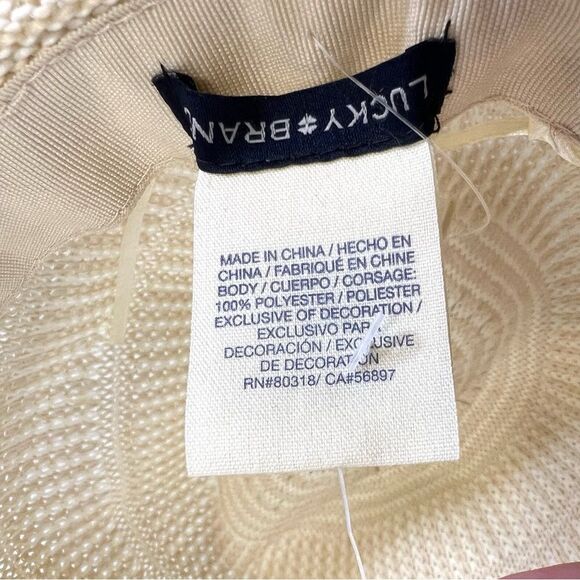 LUCKY BRAN
MADE IN CHINA / HECHO EN
CHINA / FABRIQUÉ EN CHINE
BODY / CUERPO / CORSAGE:
100% POLYESTER / POLIESTER
EXCLUSIVE OF DECORATION /
EXCLUSIVO PARA
DECORACIÓN / EXCLUSIVE
DE DECORATION
RN#80318/ CA#56897